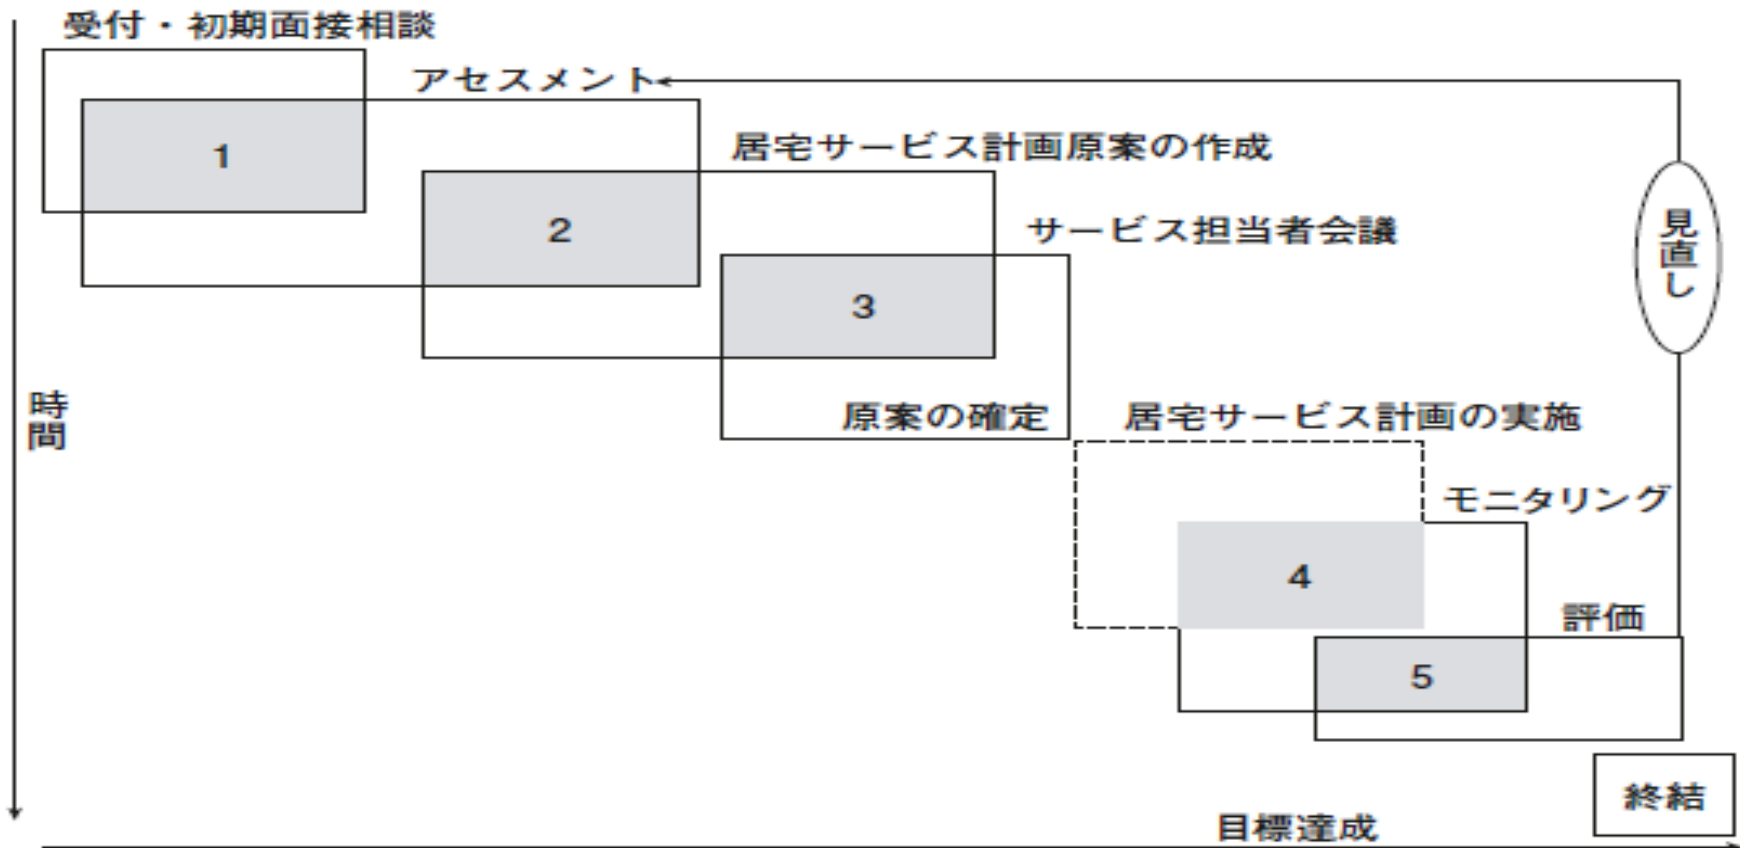 受付・初期面接相談
アセスメント
1
居宅サービス計画原案の作成
2
サービス担当者会議
見直し
3
時間
原案の確定
居宅サービス計画の実施
モニタリング
4
評価
5
終結
目標達成